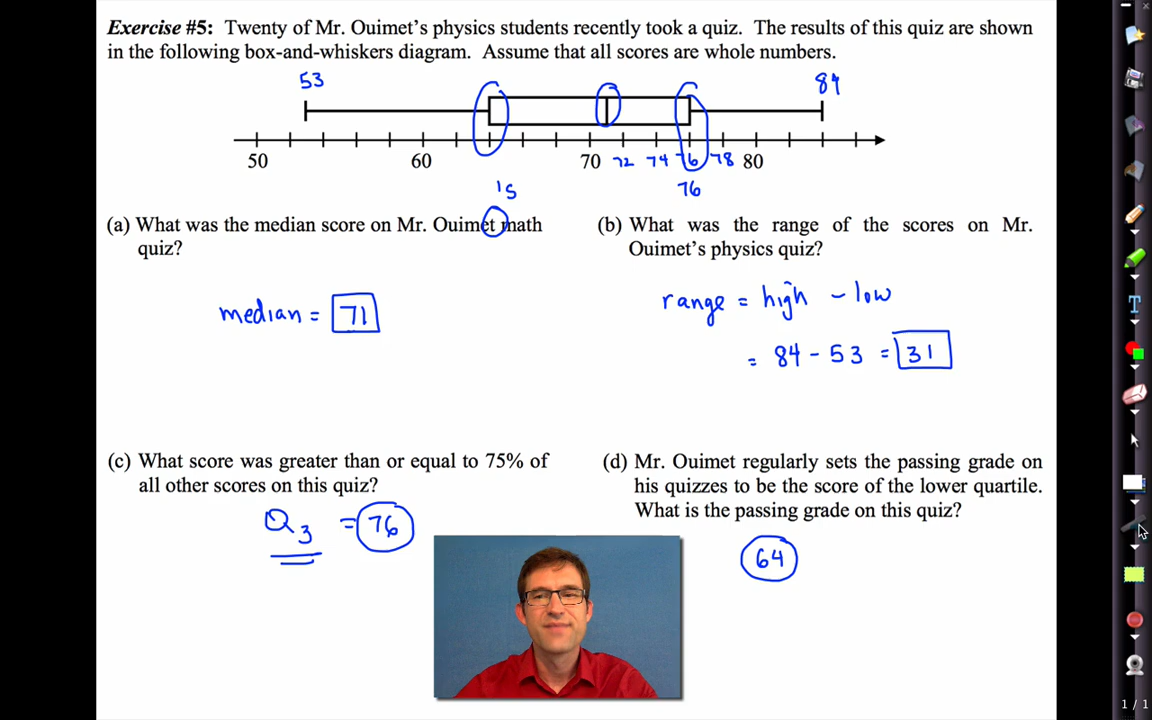 Exercise #5: Twenty of Mr. Ouimet's physics students recently took a quiz. The results of this quiz are shown
in the following box-and-whiskers diagram. Assume that all scores are whole numbers.
53 84
50 60 70 72 74 76 78 80
's 76
(a) What was the median score on Mr. Ouimet math
quiz?
median = 71
(b) What was the range of the scores on Mr.
Ouimet's physics quiz?
range = high - low
= 84 - 53 = 31
(c) What score was greater than or equal to 75% of
all other scores on this quiz?
Q3 = 76
(d) Mr. Ouimet regularly sets the passing grade on
his quizzes to be the score of the lower quartile.
What is the passing grade on this quiz?
64
T
1 / 1